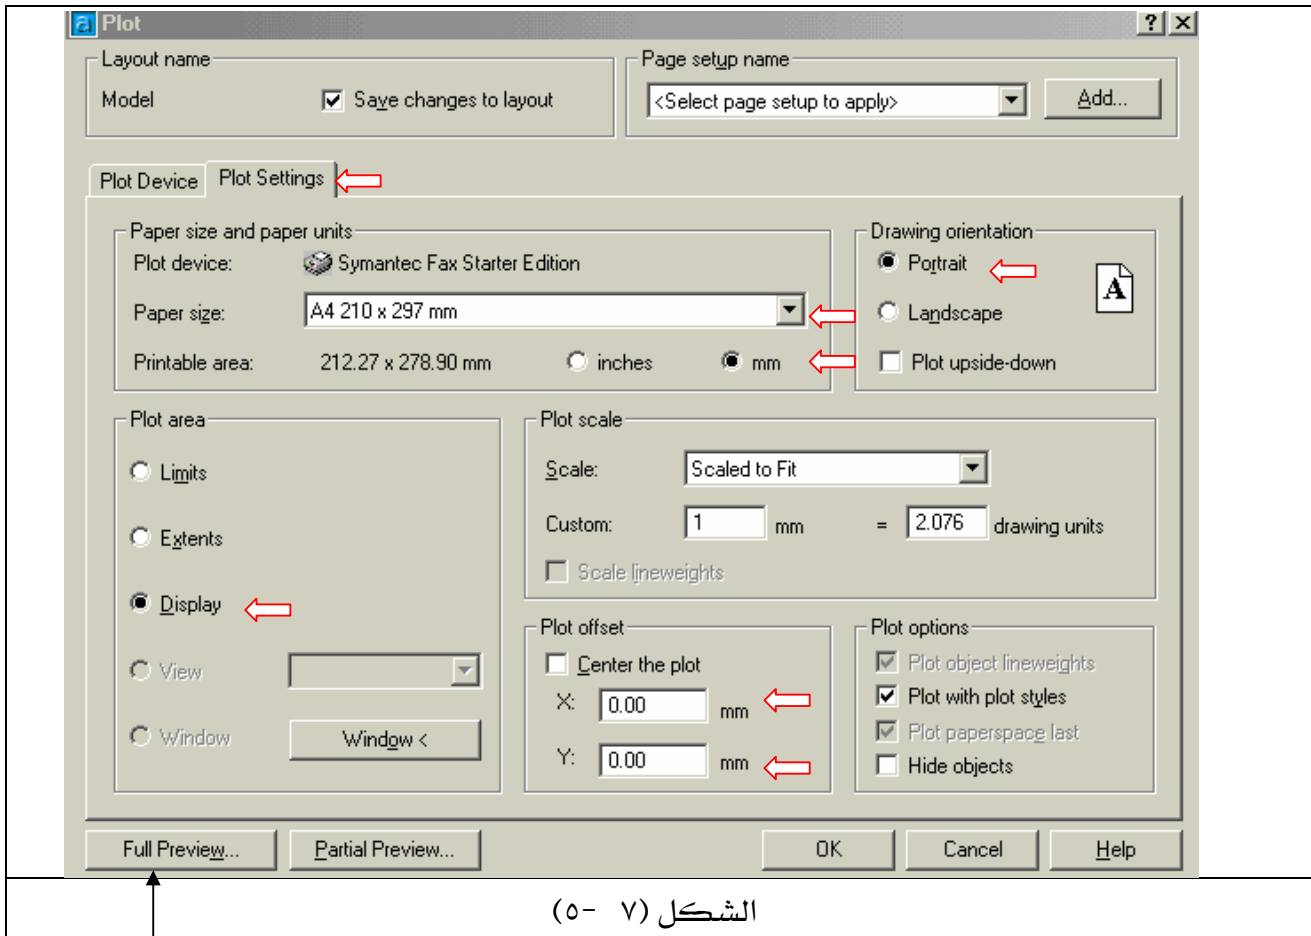 Plot
Layout name
Model
Save changes to layout
Page setup name
<Select page setup to apply>
Add...
Plot Device
Plot Settings
Paper size and paper units
Plot device:
Symantec Fax Starter Edition
Paper size:
A4 210 x 297 mm
Printable area:
212.27 x 278.90 mm
inches
mm
Drawing orientation
Portrait
Landscape
Plot upside-down
A
Plot area
Limits
Extents
Display
View
Window
Window <
Plot scale
Scale:
Scaled to Fit
Custom:
1
mm
=
2.076
drawing units
Scale lineweights
Plot offset
Center the plot
X:
0.00
mm
Y:
0.00
mm
Plot options
Plot object lineweights
Plot with plot styles
Plot paperspace last
Hide objects
Full Preview...
Partial Preview...
OK
Cancel
Help
الشكل (٧ -٥)